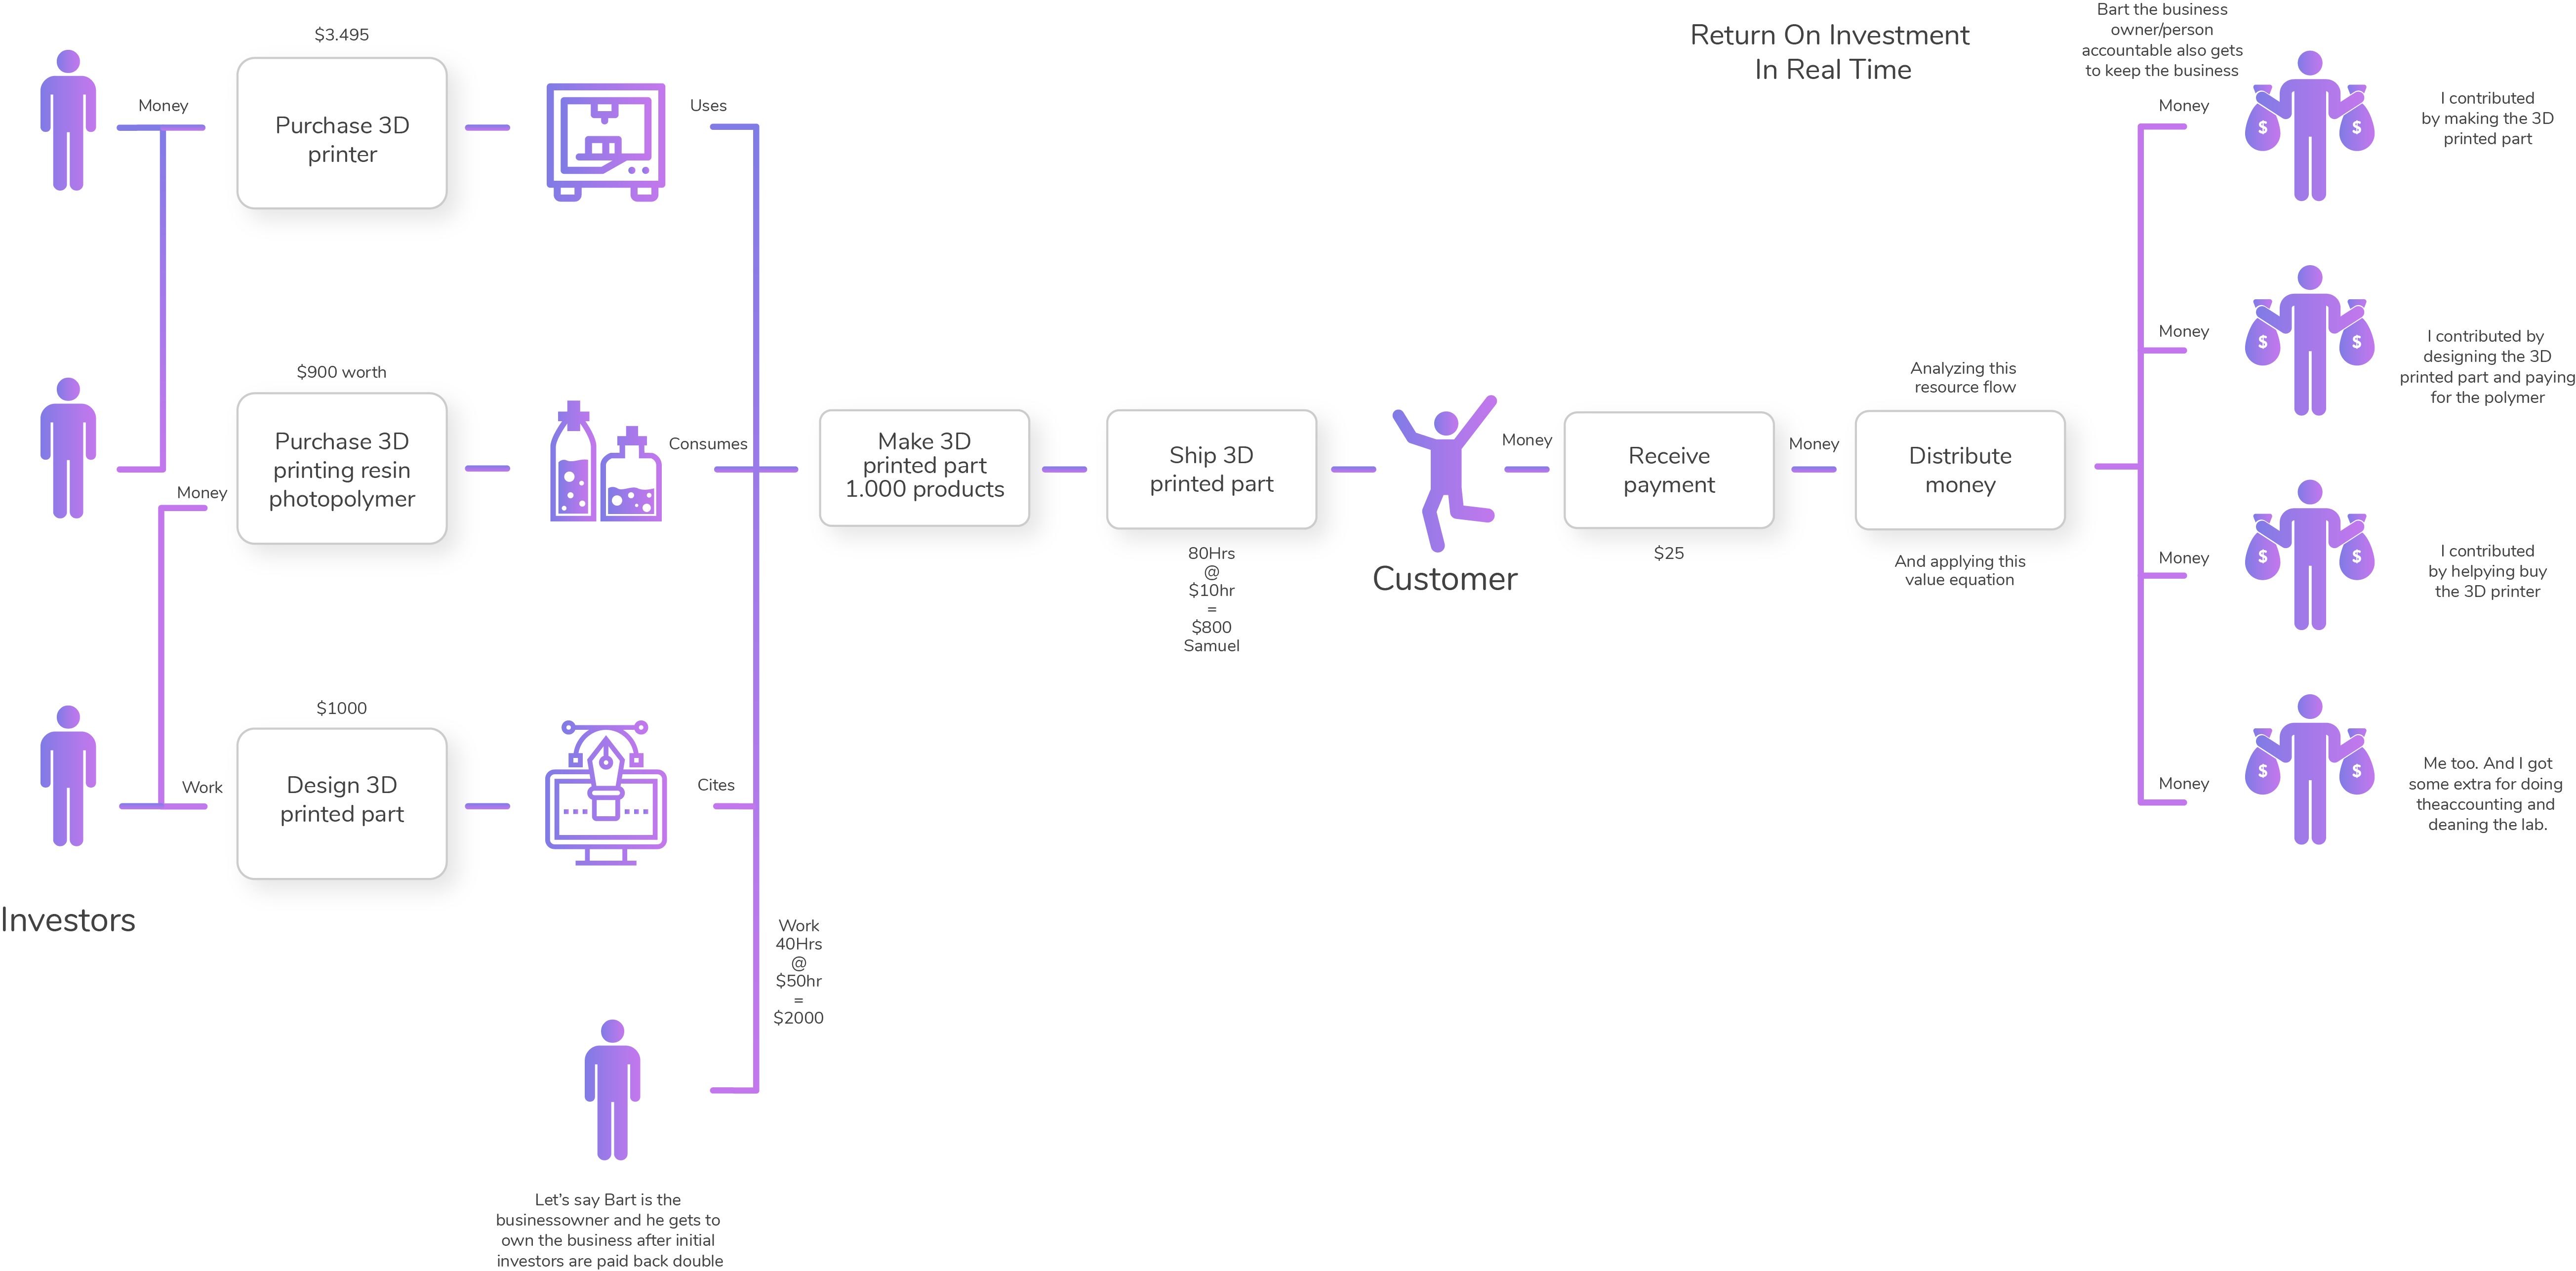 $3.495
Money
Purchase 3D
printer
Uses
Return On Investment
In Real Time
Bart the business
owner/person
accountable also gets
to keep the business
Money
I contributed
by making the 3D
printed part
$900 worth
Purchase 3D
printing resin
photopolymer
Money
Consumes
Make 3D
printed part
1.000 products
Ship 3D
printed part
80Hrs
@
$10hr
=
$800
Samuel
Customer
Money
Receive
payment
$25
Money
Analyzing this
resource flow
Distribute
money
And applying this
value equation
Money
I contributed by
designing the 3D
printed part and paying
for the polymer
Money
I contributed
by helpying buy
the 3D printer
$1000
Work
Design 3D
printed part
Cites
Money
Me too. And I got
some extra for doing
theaccounting and
deaning the lab.
Investors
Work
40Hrs
@
$50hr
=
$2000
Let's say Bart is the
businessowner and he gets to
own the business after initial
investors are paid back double